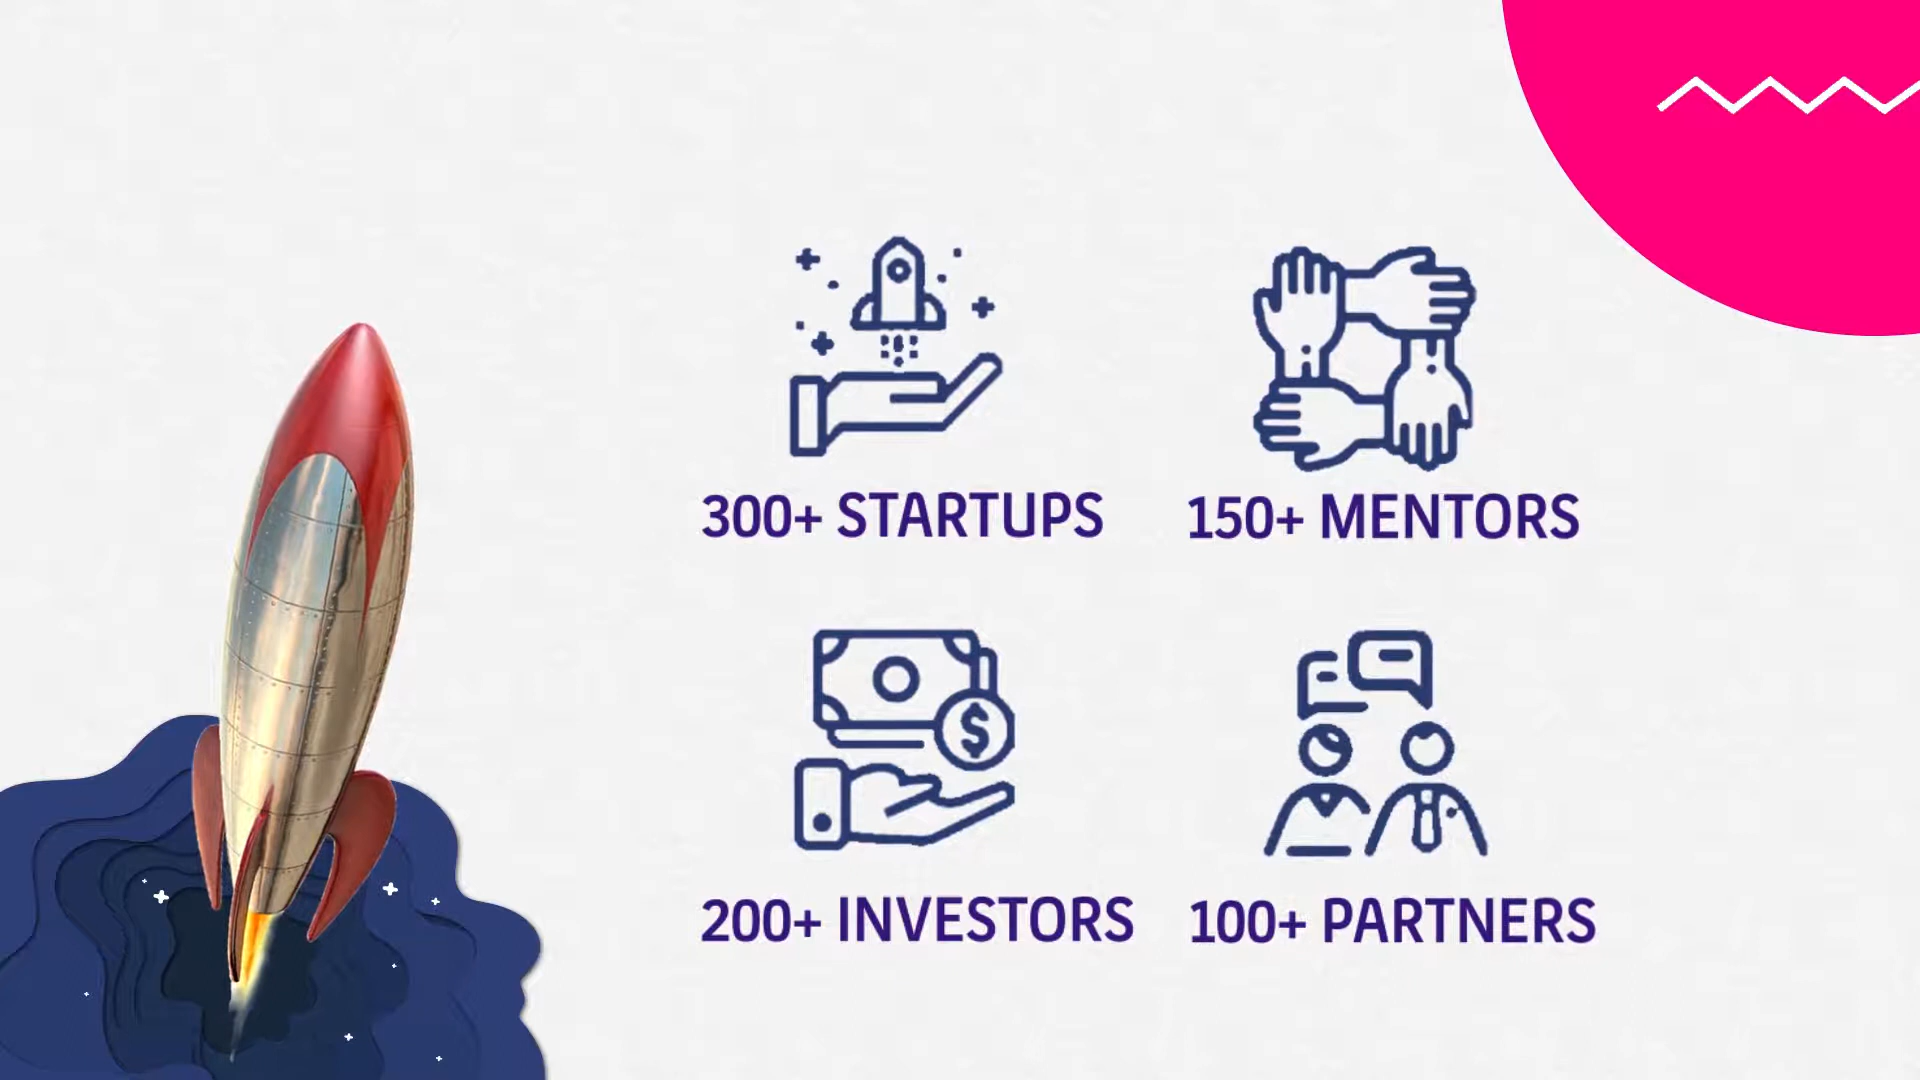 300+ STARTUPS
150+ MENTORS
200+ INVESTORS
100+ PARTNERS